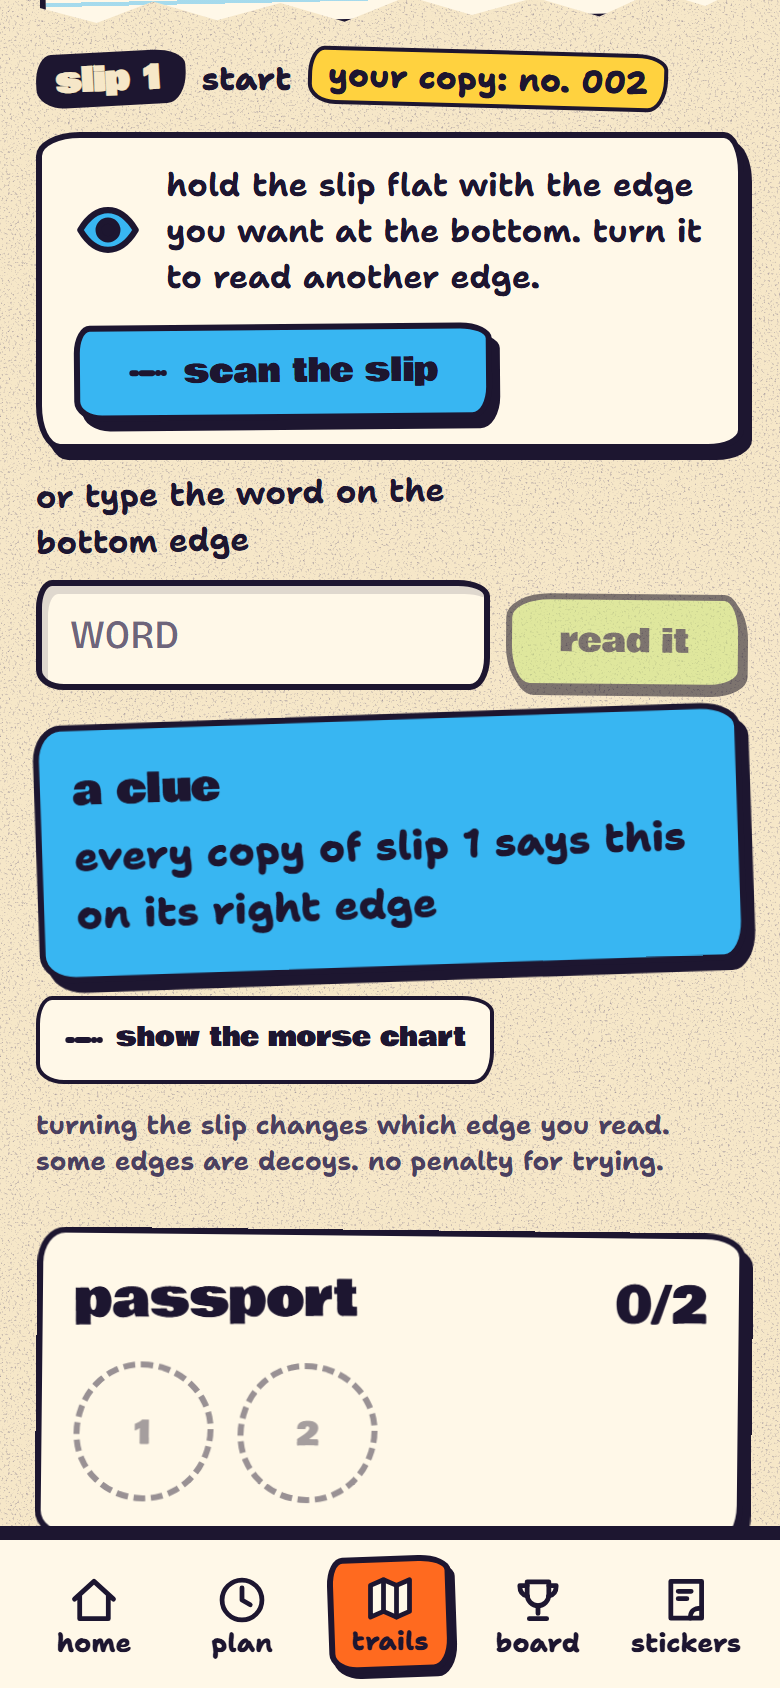 slip 1 start your copy: no. 002
hold the slip flat with the edge
you want at the bottom. turn it
to read another edge.
scan the slip
or type the word on the
bottom edge
WORD read it
a clue
every copy of slip 1 says this
on its right edge
show the morse chart
turning the slip changes which edge you read.
some edges are decoys. no penalty for trying.
passport 0/2
1 2
home plan trails board stickers